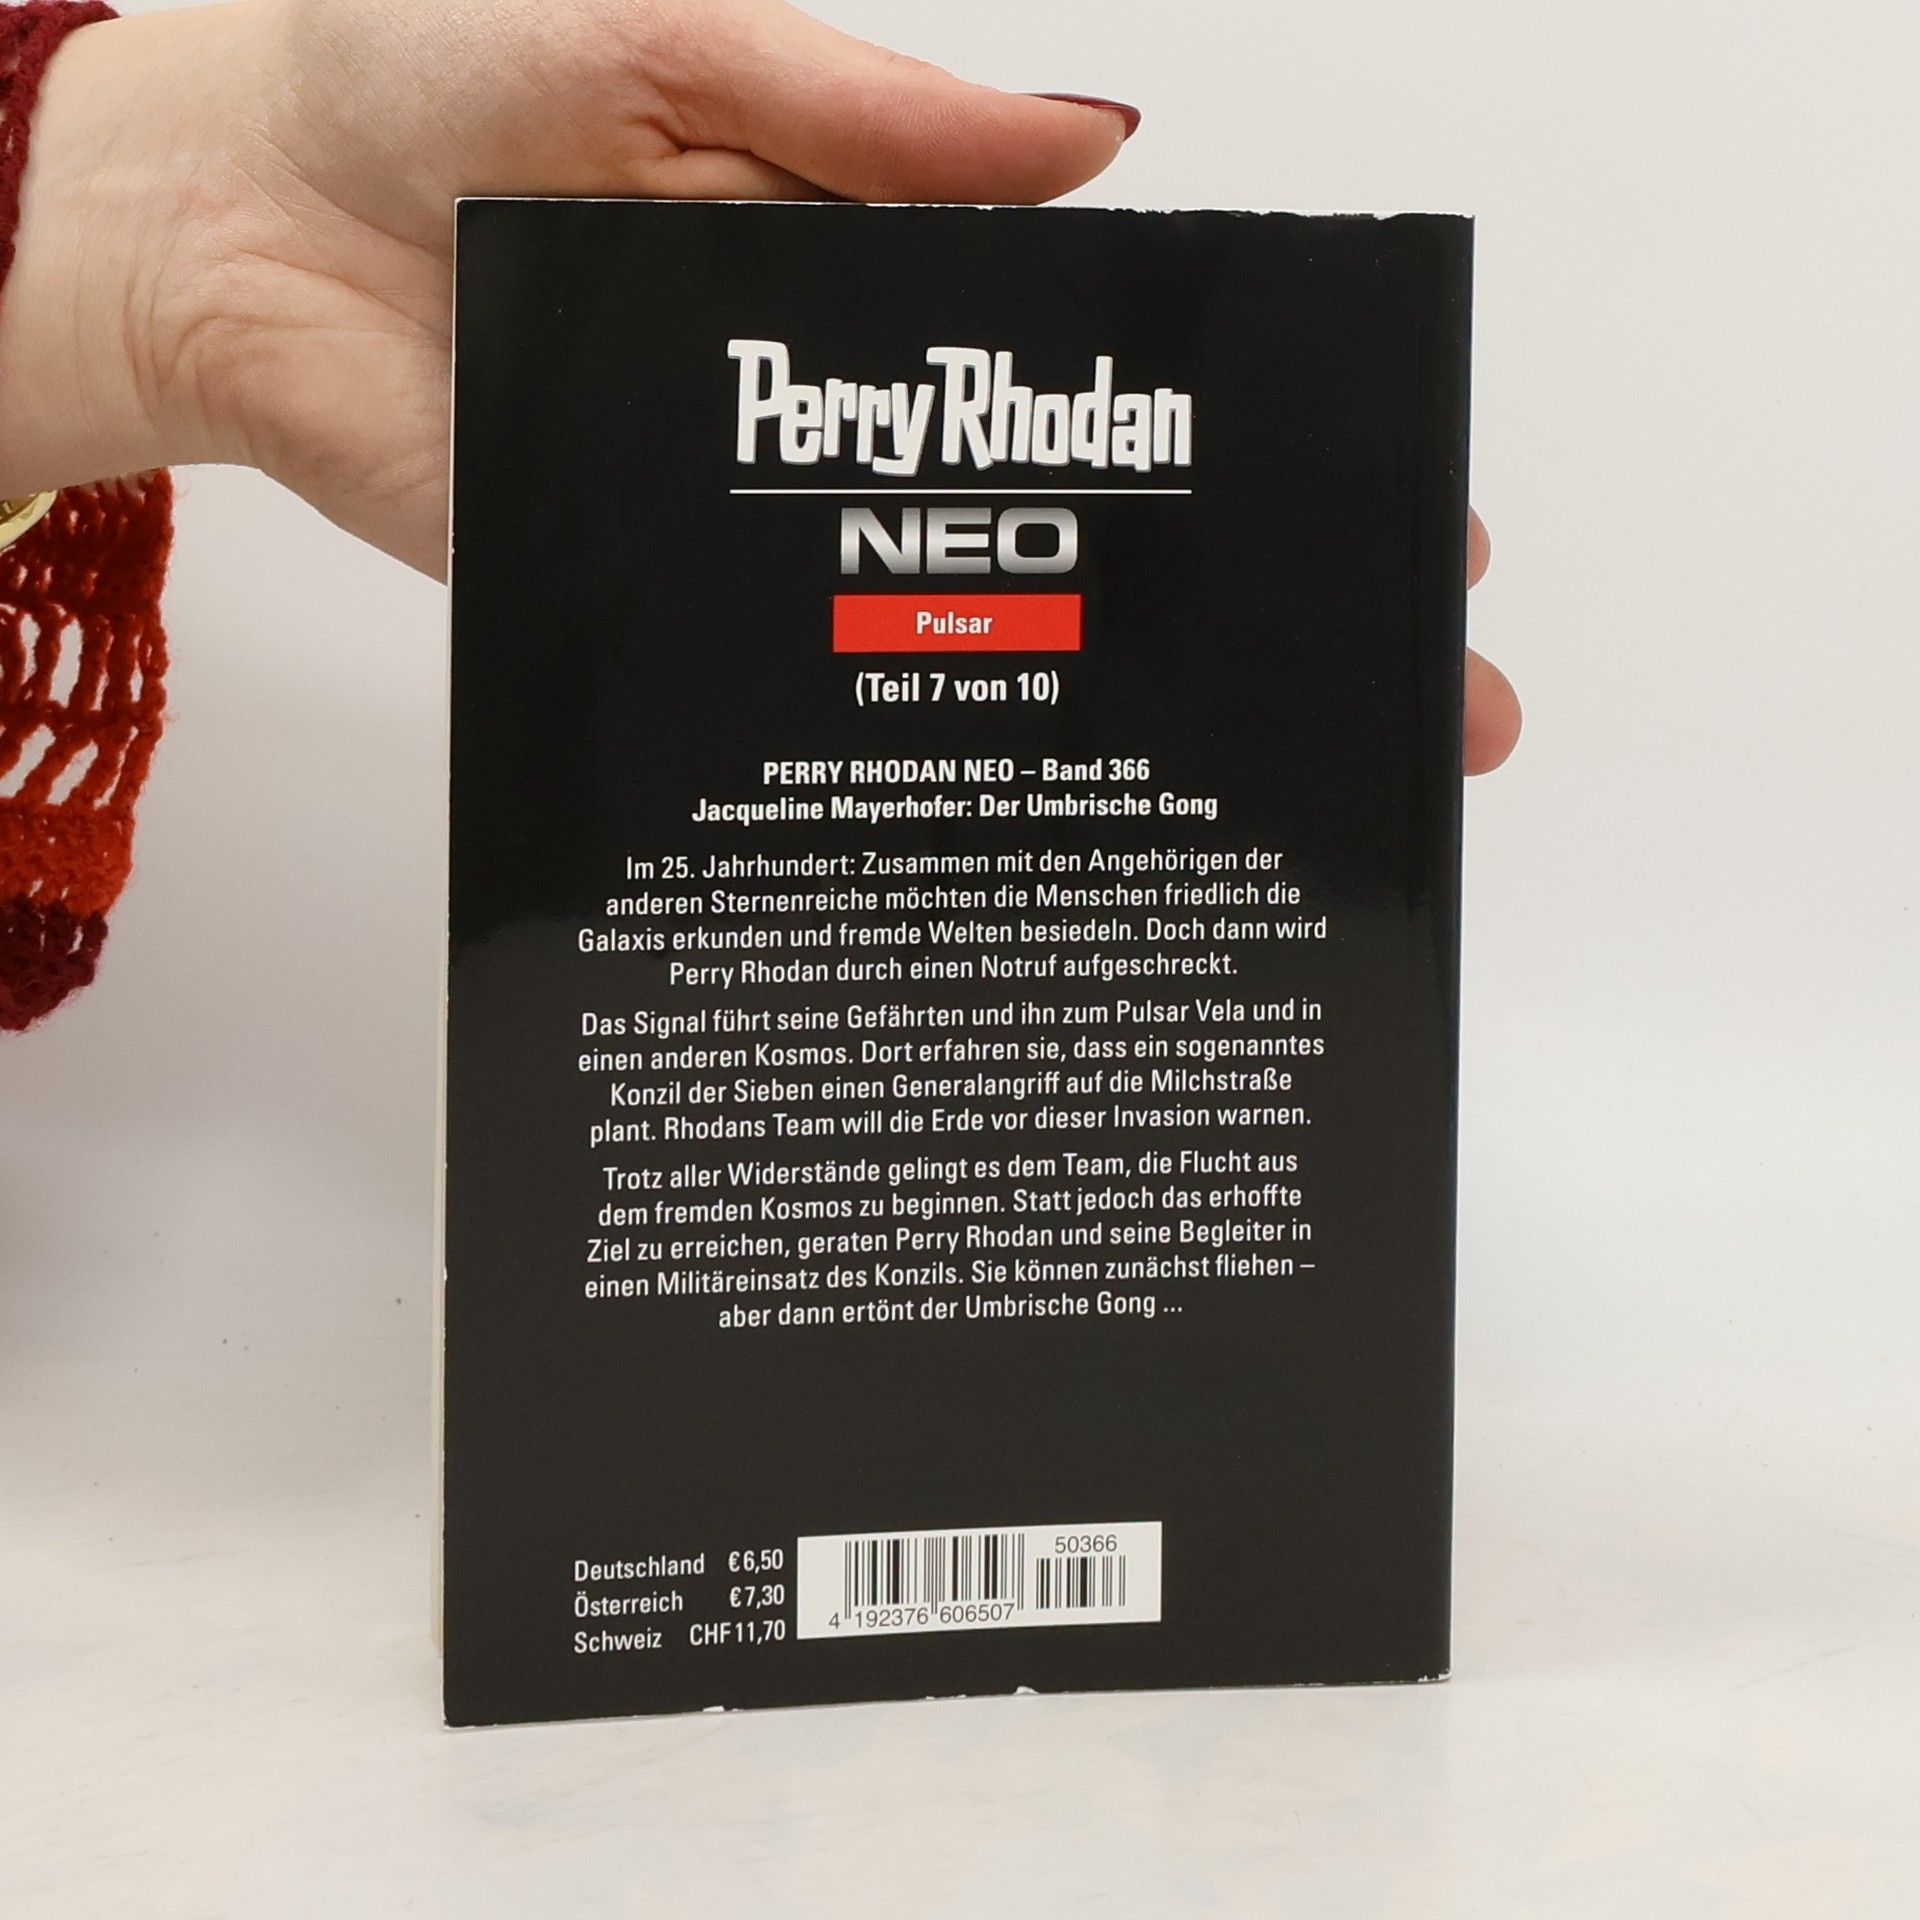 Perry Rhodan
NEO
Pulsar
(Teil 7 von 10)
PERRY RHODAN NEO – Band 366
Jacqueline Mayerhofer: Der Umbrische Gong
Im 25. Jahrhundert: Zusammen mit den Angehörigen der
anderen Sternenreiche möchten die Menschen friedlich die
Galaxis erkunden und fremde Welten besiedeln. Doch dann wird
Perry Rhodan durch einen Notruf aufgeschreckt.
Das Signal führt seine Gefährten und ihn zum Pulsar Vela und in
einen anderen Kosmos. Dort erfahren sie, dass ein sogenanntes
Konzil der Sieben einen Generalangriff auf die Milchstraße
plant. Rhodans Team will die Erde vor dieser Invasion warnen.
Trotz aller Widerstände gelingt es dem Team, die Flucht aus
dem fremden Kosmos zu beginnen. Statt jedoch das erhoffte
Ziel zu erreichen, geraten Perry Rhodan und seine Begleiter in
einen Militäreinsatz des Konzils. Sie können zunächst fliehen –
aber dann ertönt der Umbrische Gong ...
Deutschland €6,50
Österreich €7,30
Schweiz CHF 11,70
50366
4 192376 606507